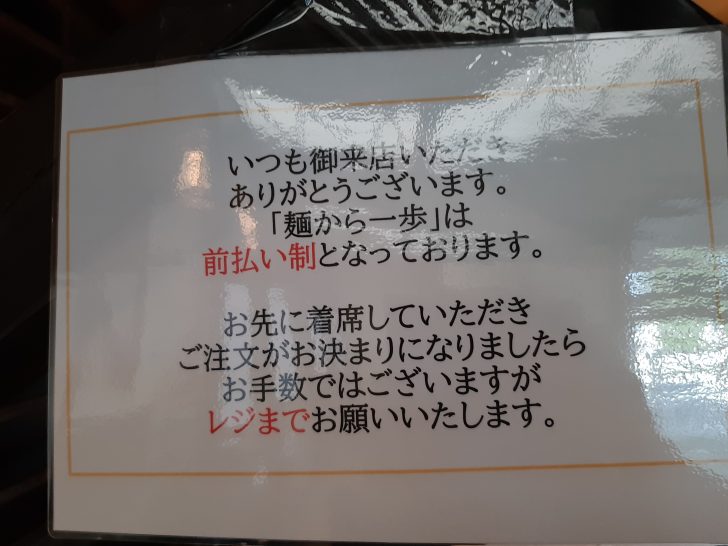 いつも御来店いただき
ありがとうございます。
「麺から一歩」は
前払い制となっております。
お先に着席していただき
ご注文がお決まりになりましたら
お手数ではございますが
レジまでお願いいたします。